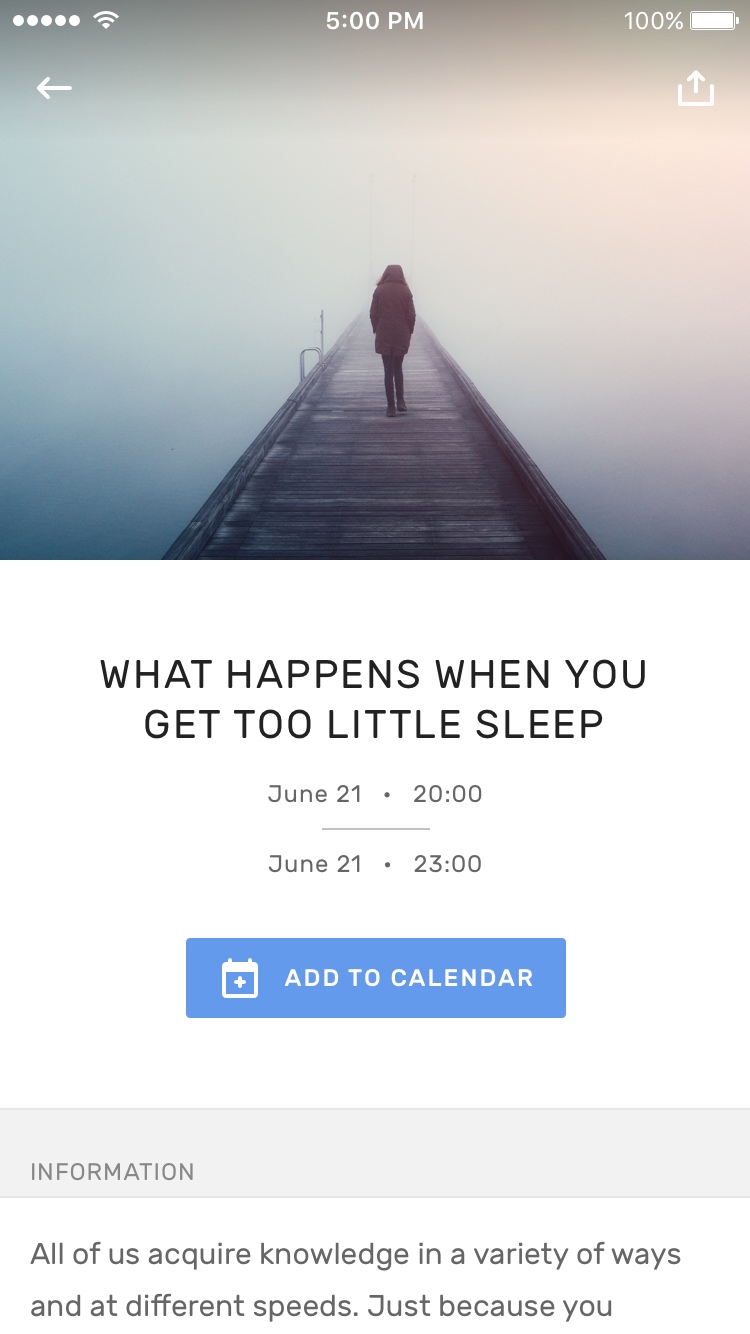 5:00 PM 100%
WHAT HAPPENS WHEN YOU
GET TOO LITTLE SLEEP
June 21 • 20:00
June 21 • 23:00
ADD TO CALENDAR
INFORMATION
All of us acquire knowledge in a variety of ways
and at different speeds. Just because you